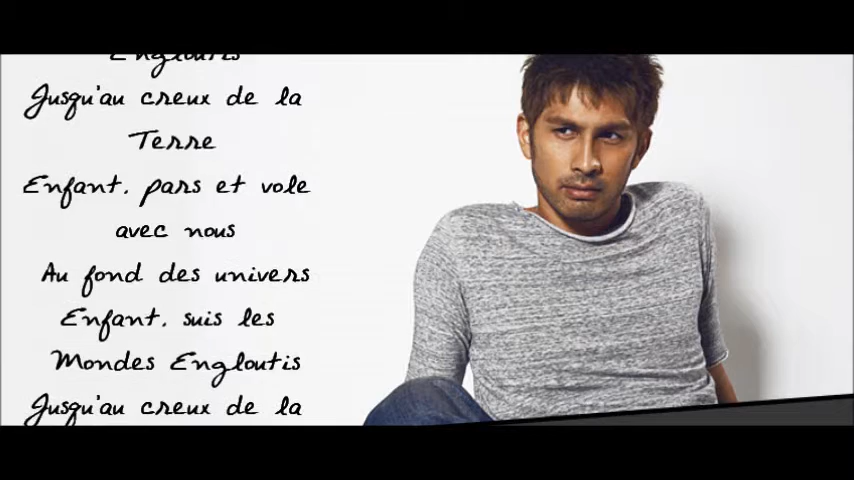 Engloutis
Jusqu'au creux de la
Terre
Enfant, pars et vole
avec nous
Au fond des univers
Enfant, suis les
Mondes Engloutis
Jusqu'au creux de la